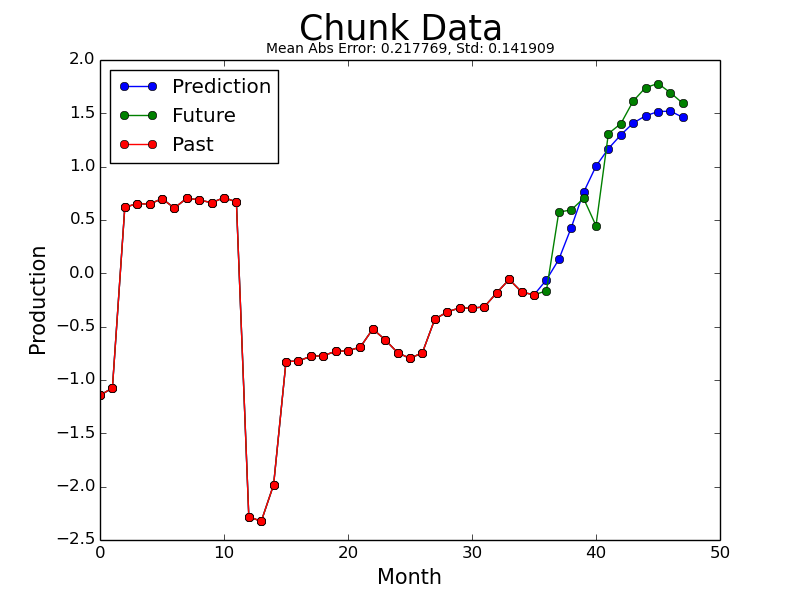 Chunk Data
Mean Abs Error: 0.217769, Std: 0.141909
Prediction
Future
Past
2.0
1.5
1.0
0.5
0.0
−0.5
−1.0
−1.5
−2.0
−2.5
Production
0 10 20 30 40 50
Month